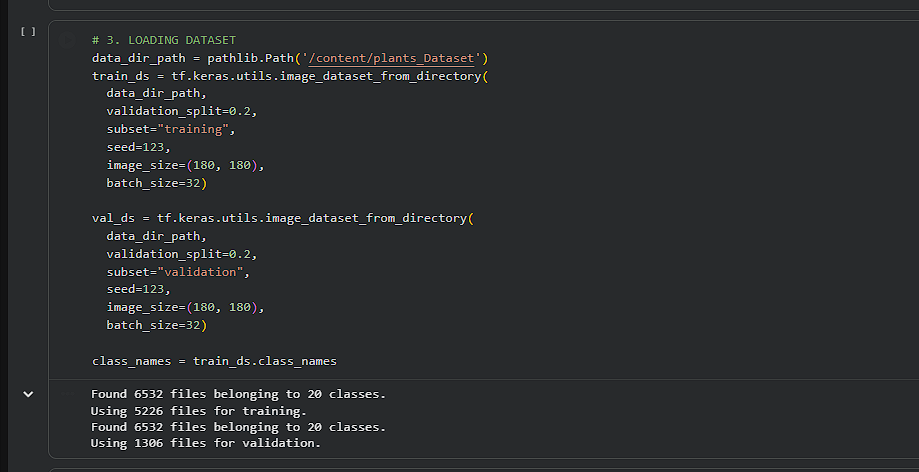 [ ]
# 3. LOADING DATASET
data_dir_path = pathlib.Path('/content/plants_Dataset')
train_ds = tf.keras.utils.image_dataset_from_directory(
  data_dir_path,
  validation_split=0.2,
  subset="training",
  seed=123,
  image_size=(180, 180),
  batch_size=32)

val_ds = tf.keras.utils.image_dataset_from_directory(
  data_dir_path,
  validation_split=0.2,
  subset="validation",
  seed=123,
  image_size=(180, 180),
  batch_size=32)

class_names = train_ds.class_names
Found 6532 files belonging to 20 classes.
Using 5226 files for training.
Found 6532 files belonging to 20 classes.
Using 1306 files for validation.